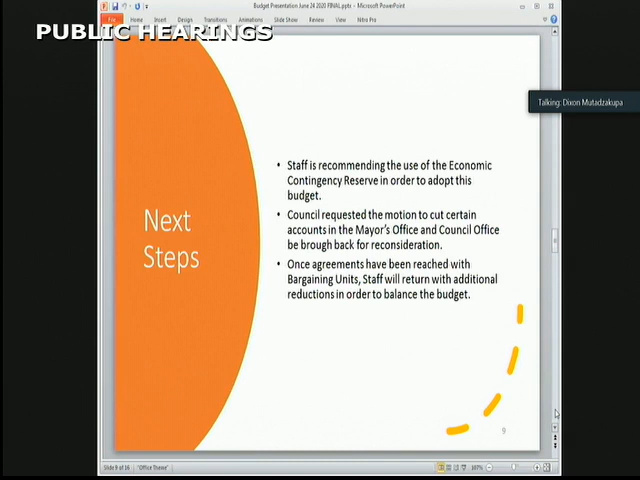 Budget Presentation June 24 2020 FINAL.pptx - Microsoft PowerPoint
File Home Insert Design Transitions Animations Slide Show Review View Nitro Pro
PUBLIC HEARINGS
Talking: Dixon Mutadzakupa
Next
Steps
• Staff is recommending the use of the Economic
Contingency Reserve in order to adopt this
budget.
• Council requested the motion to cut certain
accounts in the Mayor's Office and Council Office
be brough back for reconsideration.
• Once agreements have been reached with
Bargaining Units, Staff will return with additional
reductions in order to balance the budget.
9
Slide 9 of 16 "Office Theme" 107%